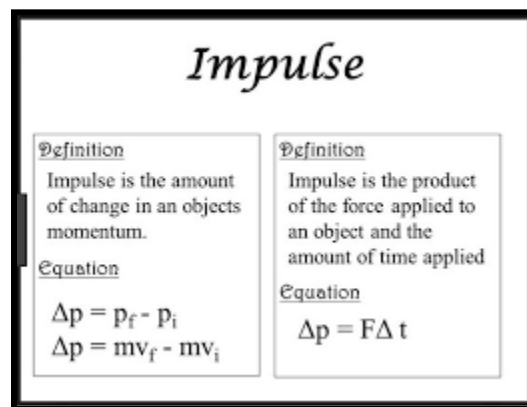 Impulse
Definition
Impulse is the amount
of change in an objects
momentum.
Equation
Δp = pf - pi
Δp = mvf - mvi
Definition
Impulse is the product
of the force applied to
an object and the
amount of time applied
Equation
Δp = FΔ t